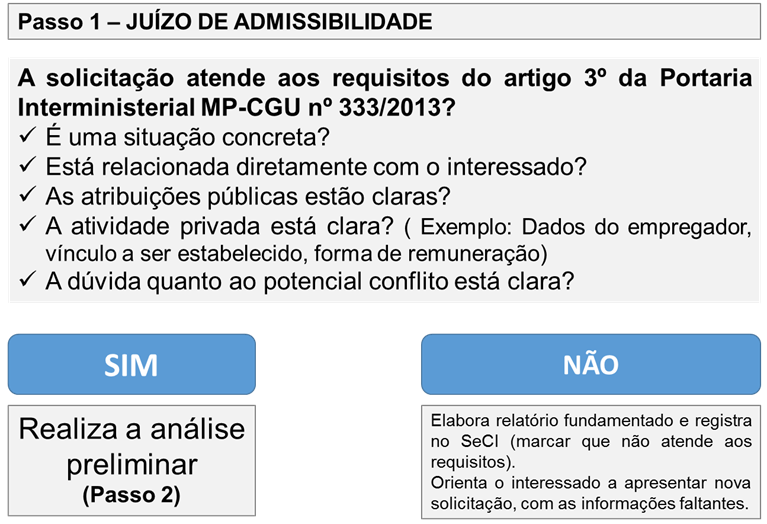 Passo 1 – JUÍZO DE ADMISSIBILIDADE
A solicitação atende aos requisitos do artigo 3º da Portaria
Interministerial MP-CGU nº 333/2013?
✓ É uma situação concreta?
✓ Está relacionada diretamente com o interessado?
✓ As atribuições públicas estão claras?
✓ A atividade privada está clara? ( Exemplo: Dados do empregador,
vínculo a ser estabelecido, forma de remuneração)
✓ A dúvida quanto ao potencial conflito está clara?
SIM
Realiza a análise
preliminar
(Passo 2)
NÃO
Elabora relatório fundamentado e registra
no SeCI (marcar que não atende aos
requisitos).
Orienta o interessado a apresentar nova
solicitação, com as informações faltantes.